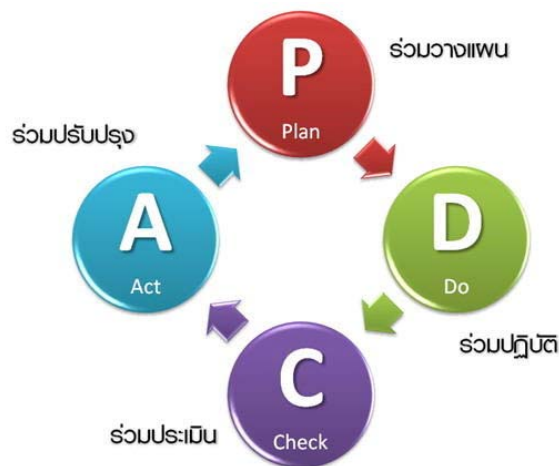 P
Plan
ร่วมวางแผน
D
Do
ร่วมปฏิบัติ
C
Check
ร่วมประเมิน
A
Act
ร่วมปรับปรุง